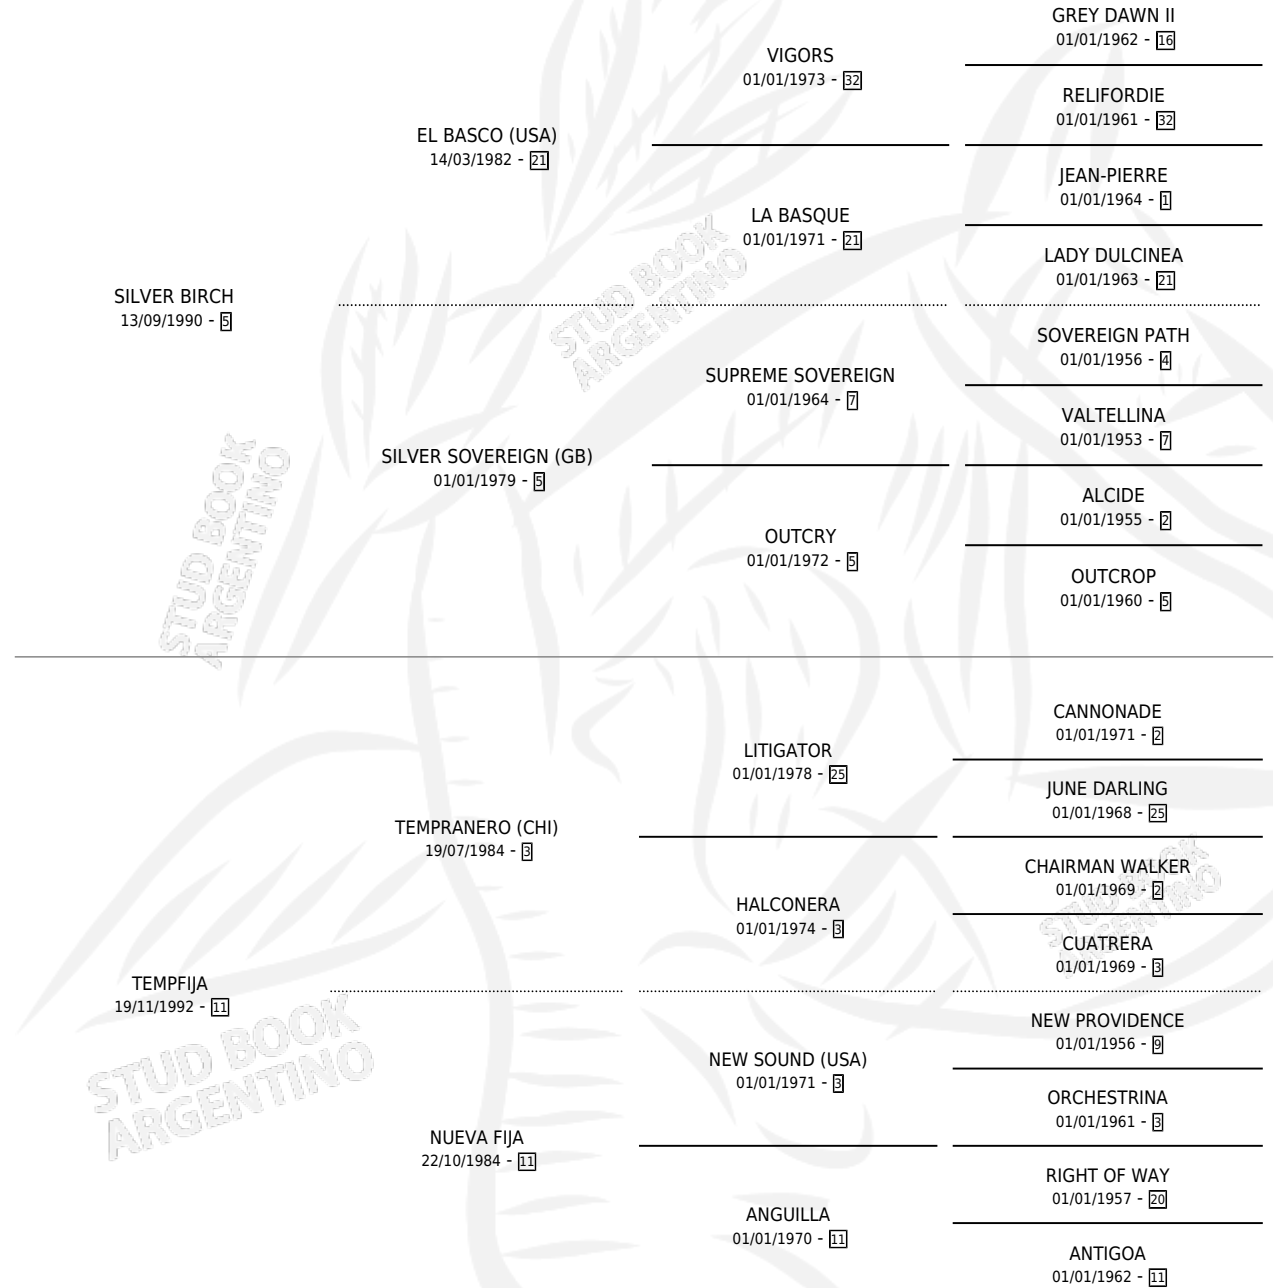 GREY DAWN II
01/01/1962 - 16
VIGORS
01/01/1973 - 32
RELIFORDIE
01/01/1961 - 32
EL BASCO (USA)
14/03/1982 - 21
JEAN-PIERRE
01/01/1964 - 1
LA BASQUE
01/01/1971 - 21
LADY DULCINEA
01/01/1963 - 21
SILVER BIRCH
13/09/1990 - 5
STUD BOOK
ARGENTINO
SOVEREIGN PATH
01/01/1956 - 4
SUPREME SOVEREIGN
01/01/1964 - 7
VALTELLINA
01/01/1953 - 7
SILVER SOVEREIGN (GB)
01/01/1979 - 5
ALCIDE
01/01/1955 - 2
OUTCRY
01/01/1972 - 5
OUTCROP
01/01/1960 - 5
STUD BOOK
ARGENTINO
CANNONADE
01/01/1971 - 2
LITIGATOR
01/01/1978 - 25
JUNE DARLING
01/01/1968 - 25
TEMPRANERO (CHI)
19/07/1984 - 3
CHAIRMAN WALKER
01/01/1969 - 2
HALCONERA
01/01/1974 - 3
CUATRERA
01/01/1969 - 3
STUD BOOK
ARGENTINO
TEMPFIJA
19/11/1992 - 11
NEW PROVIDENCE
01/01/1956 - 9
NEW SOUND (USA)
01/01/1971 - 3
ORCHESTRINA
01/01/1961 - 3
STUD BOOK
ARGENTINO
NUEVA FIJA
22/10/1984 - 11
RIGHT OF WAY
01/01/1957 - 20
ANGUILLA
01/01/1970 - 11
ANTIGOA
01/01/1962 - 11